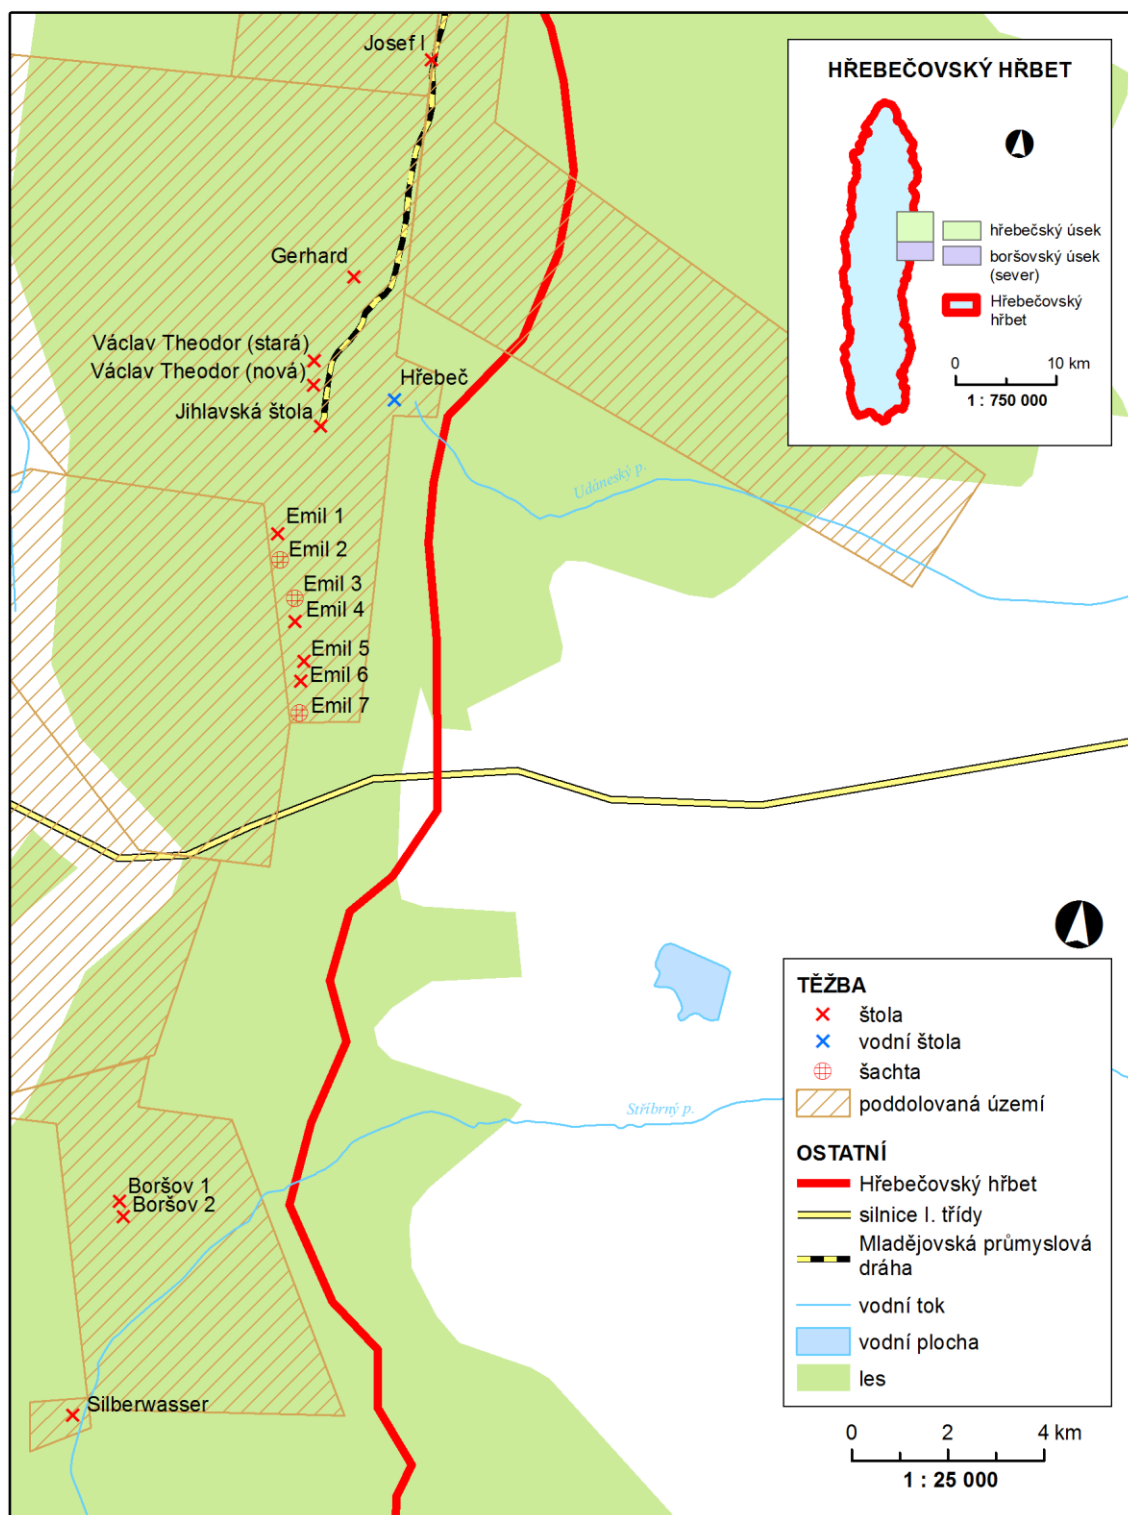 Josef I
Gerhard
Václav Theodor (stará)
Václav Theodor (nová)
Jihlavská štola
Hřebeč
Udáneský p.
Emil 1
Emil 2
Emil 3
Emil 4
Emil 5
Emil 6
Emil 7
Stříbrný p.
Boršov 1
Boršov 2
Silberwasser
HŘEBEČOVSKÝ HŘBET
hřebečský úsek
boršovský úsek
(sever)
Hřebečovský
hřbet
0 10 km
1 : 750 000
TĚŽBA
štola
vodní štola
šachta
poddolovaná území
OSTATNÍ
Hřebečovský hřbet
silnice I. třídy
Mladějovská průmyslová
dráha
vodní tok
vodní plocha
les
0 2 4 km
1 : 25 000